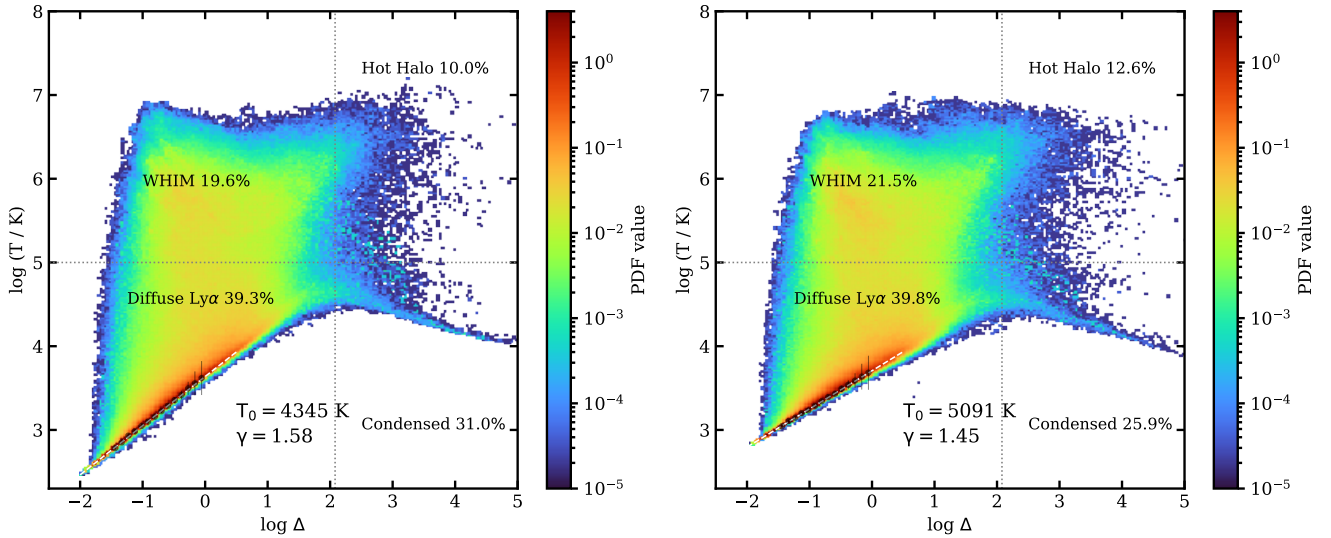 8
7
6
5
4
3
log (T / K)
−2 −1 0 1 2 3 4 5
log Δ
Hot Halo 10.0%
WHIM 19.6%
Diffuse Lyα 39.3%
T₀ = 4345 K
γ = 1.58
Condensed 31.0%
10⁰
10⁻¹
10⁻²
10⁻³
10⁻⁴
10⁻⁵
PDF value
8
7
6
5
4
3
log (T / K)
−2 −1 0 1 2 3 4 5
log Δ
Hot Halo 12.6%
WHIM 21.5%
Diffuse Lyα 39.8%
T₀ = 5091 K
γ = 1.45
Condensed 25.9%
10⁰
10⁻¹
10⁻²
10⁻³
10⁻⁴
10⁻⁵
PDF value